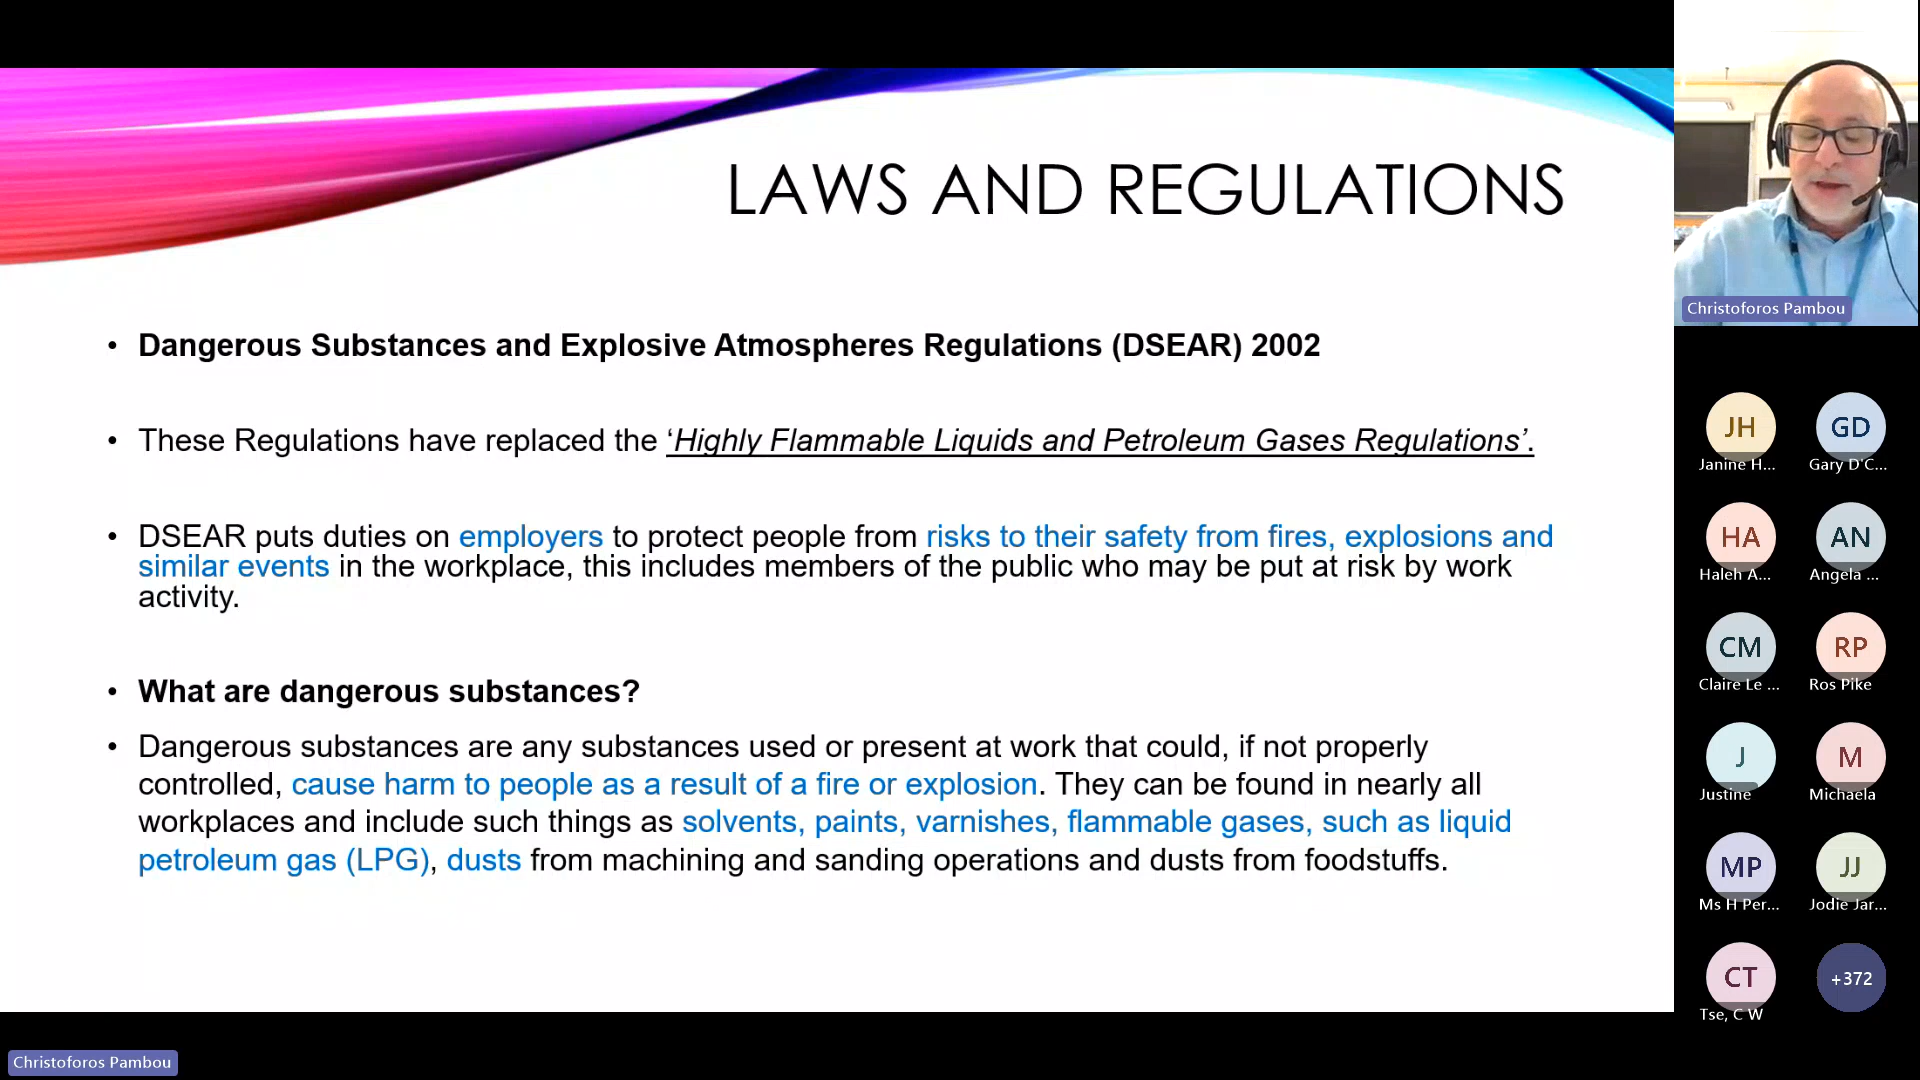 LAWS AND REGULATIONS
• Dangerous Substances and Explosive Atmospheres Regulations (DSEAR) 2002
• These Regulations have replaced the ‘Highly Flammable Liquids and Petroleum Gases Regulations’.
• DSEAR puts duties on employers to protect people from risks to their safety from fires, explosions and
similar events in the workplace, this includes members of the public who may be put at risk by work
activity.
• What are dangerous substances?
• Dangerous substances are any substances used or present at work that could, if not properly
controlled, cause harm to people as a result of a fire or explosion. They can be found in nearly all
workplaces and include such things as solvents, paints, varnishes, flammable gases, such as liquid
petroleum gas (LPG), dusts from machining and sanding operations and dusts from foodstuffs.
Christoforos Pambou
Christoforos Pambou
JH
Janine H...
GD
Gary D'C...
HA
Haleh A...
AN
Angela ...
CM
Claire Le ...
RP
Ros Pike
J
Justine
M
Michaela
MP
Ms H Per...
JJ
Jodie Jar...
CT
Tse, C W
+372